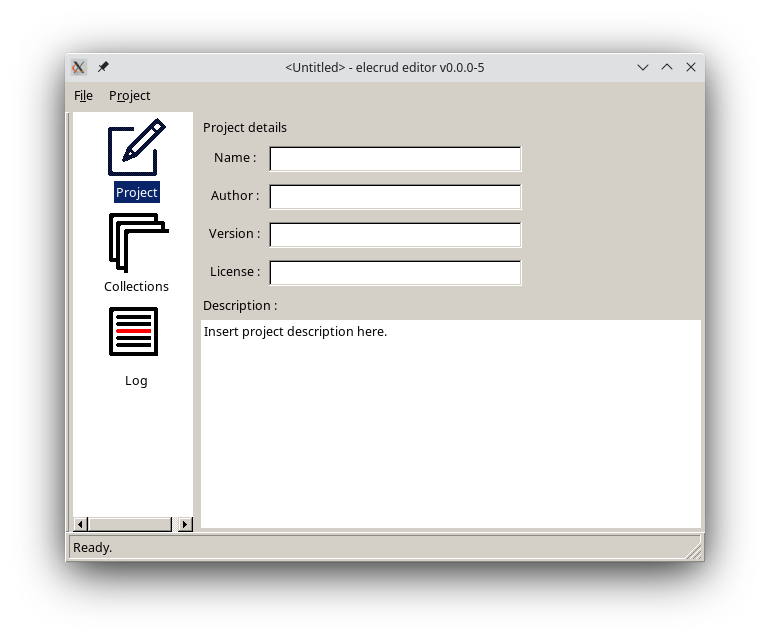 <Untitled> - elecrud editor v0.0.0-5
File Project
Project
Collections
Log
Project details
Name :
Author :
Version :
License :
Description :
Insert project description here.
Ready.